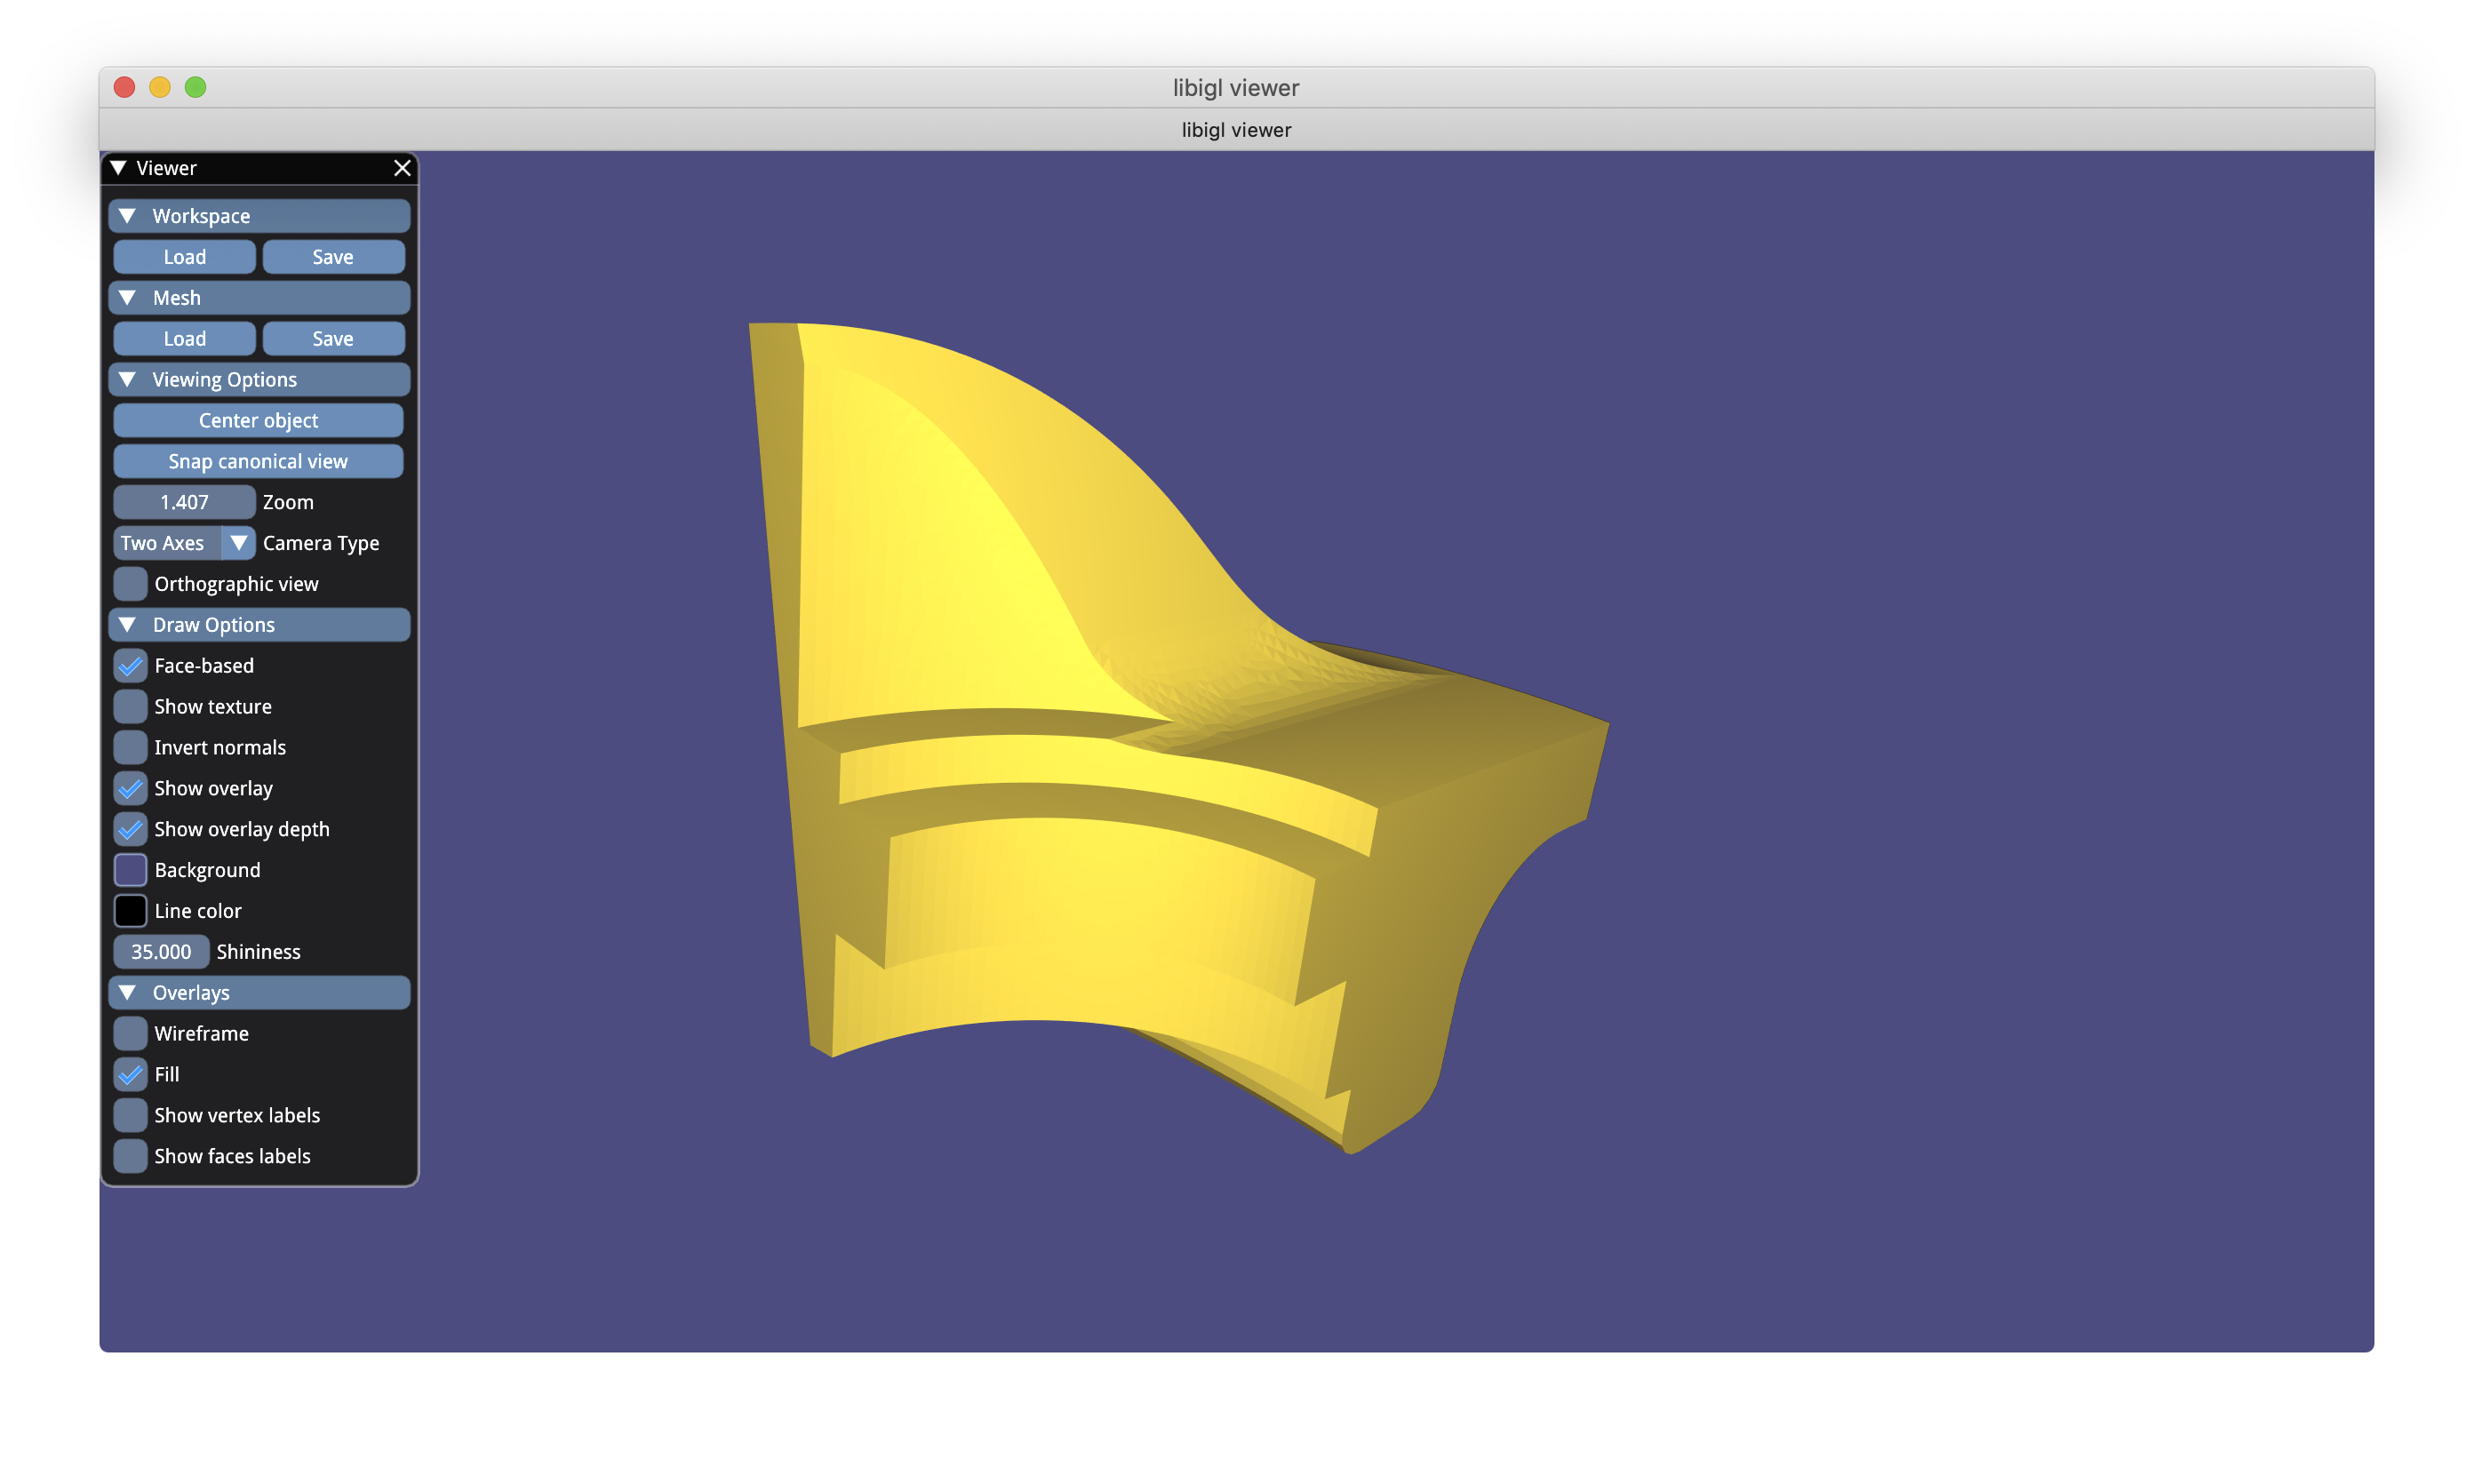 libigl viewer
libigl viewer
Viewer
Workspace
Load Save
Mesh
Load Save
Viewing Options
Center object
Snap canonical view
1.407 Zoom
Two Axes Camera Type
Orthographic view
Draw Options
Face-based
Show texture
Invert normals
Show overlay
Show overlay depth
Background
Line color
35.000 Shininess
Overlays
Wireframe
Fill
Show vertex labels
Show faces labels